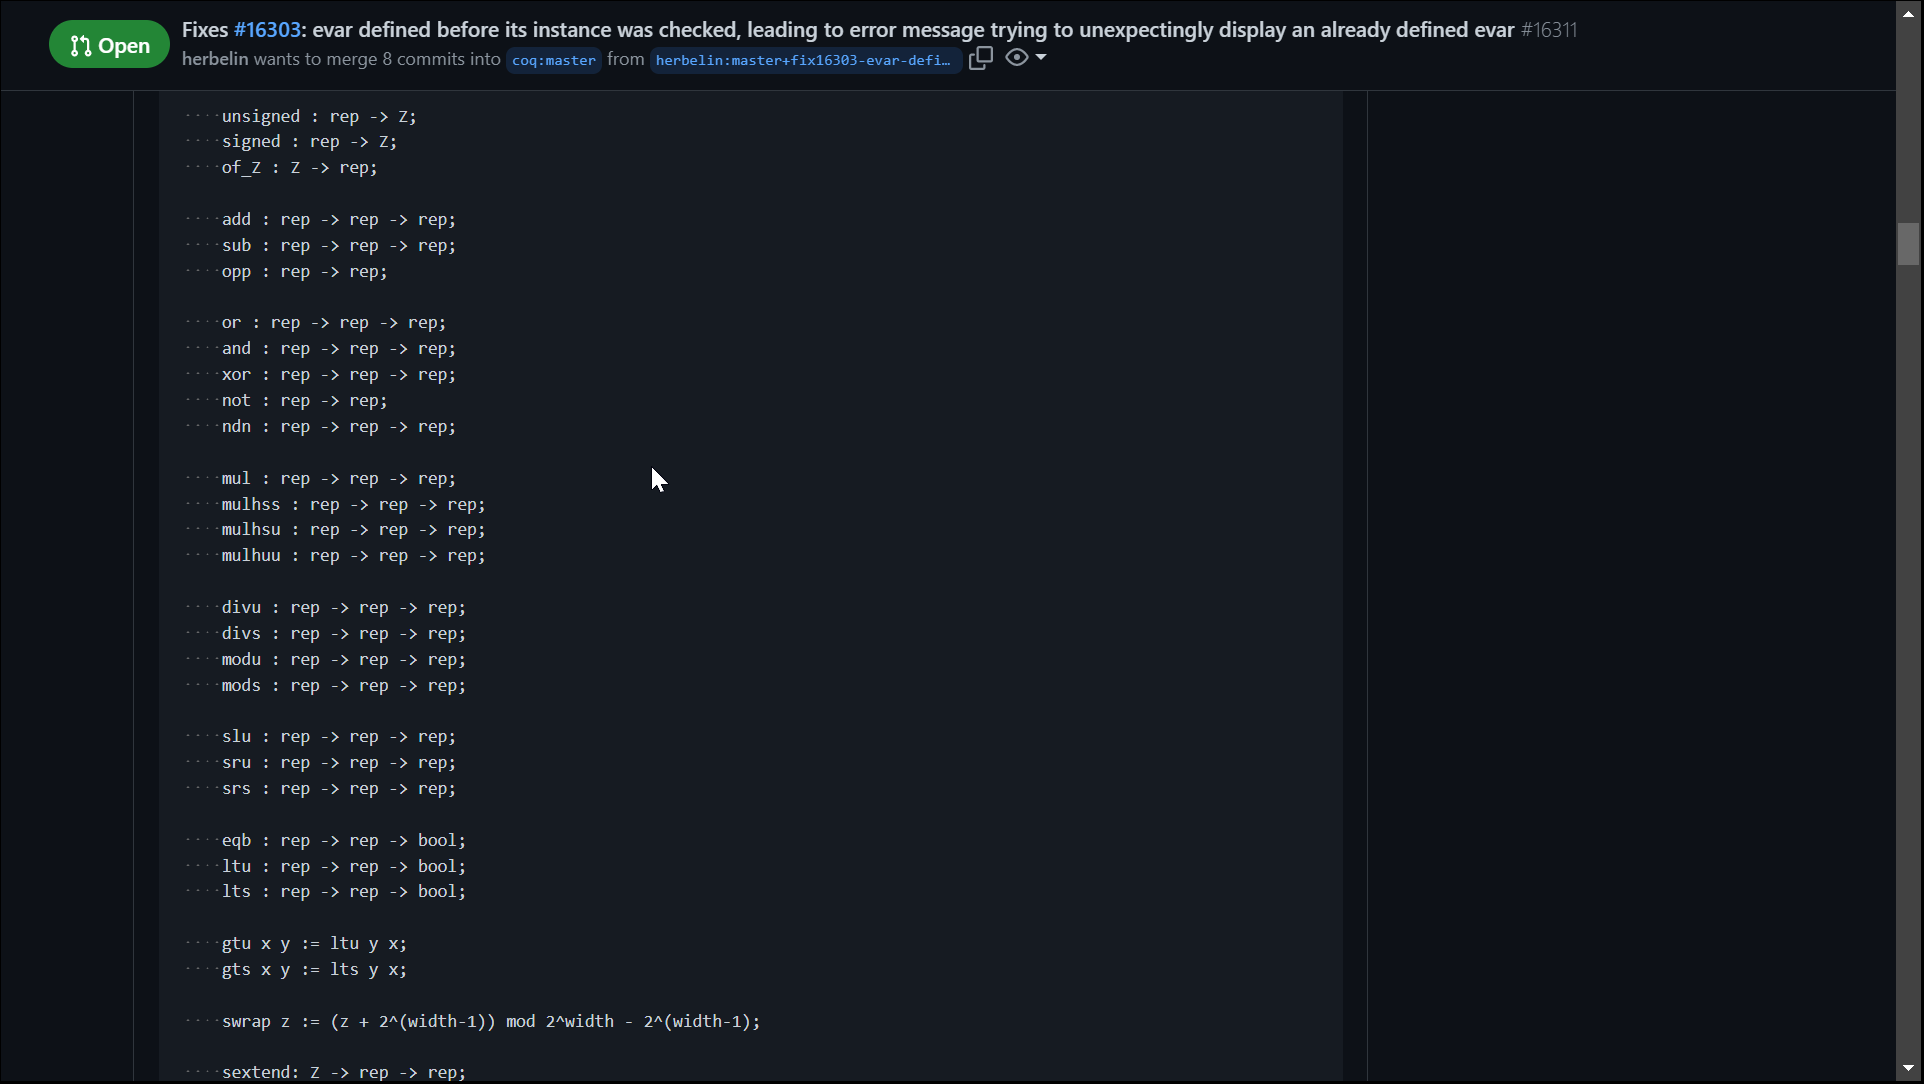 Open
Fixes #16303: evar defined before its instance was checked, leading to error message trying to unexpectingly display an already defined evar #16311
herbelin wants to merge 8 commits into coq:master from herbelin:master+fix16303-evar-defi…
····unsigned : rep -> Z;
····signed : rep -> Z;
····of_Z : Z -> rep;
····add : rep -> rep -> rep;
····sub : rep -> rep -> rep;
····opp : rep -> rep;
····or : rep -> rep -> rep;
····and : rep -> rep -> rep;
····xor : rep -> rep -> rep;
····not : rep -> rep;
····ndn : rep -> rep -> rep;
····mul : rep -> rep -> rep;
····mulhss : rep -> rep -> rep;
····mulhsu : rep -> rep -> rep;
····mulhuu : rep -> rep -> rep;
····divu : rep -> rep -> rep;
····divs : rep -> rep -> rep;
····modu : rep -> rep -> rep;
····mods : rep -> rep -> rep;
····slu : rep -> rep -> rep;
····sru : rep -> rep -> rep;
····srs : rep -> rep -> rep;
····eqb : rep -> rep -> bool;
····ltu : rep -> rep -> bool;
····lts : rep -> rep -> bool;
····gtu x y := ltu y x;
····gts x y := lts y x;
····swrap z := (z + 2^(width-1)) mod 2^width - 2^(width-1);
····sextend: Z -> rep -> rep;